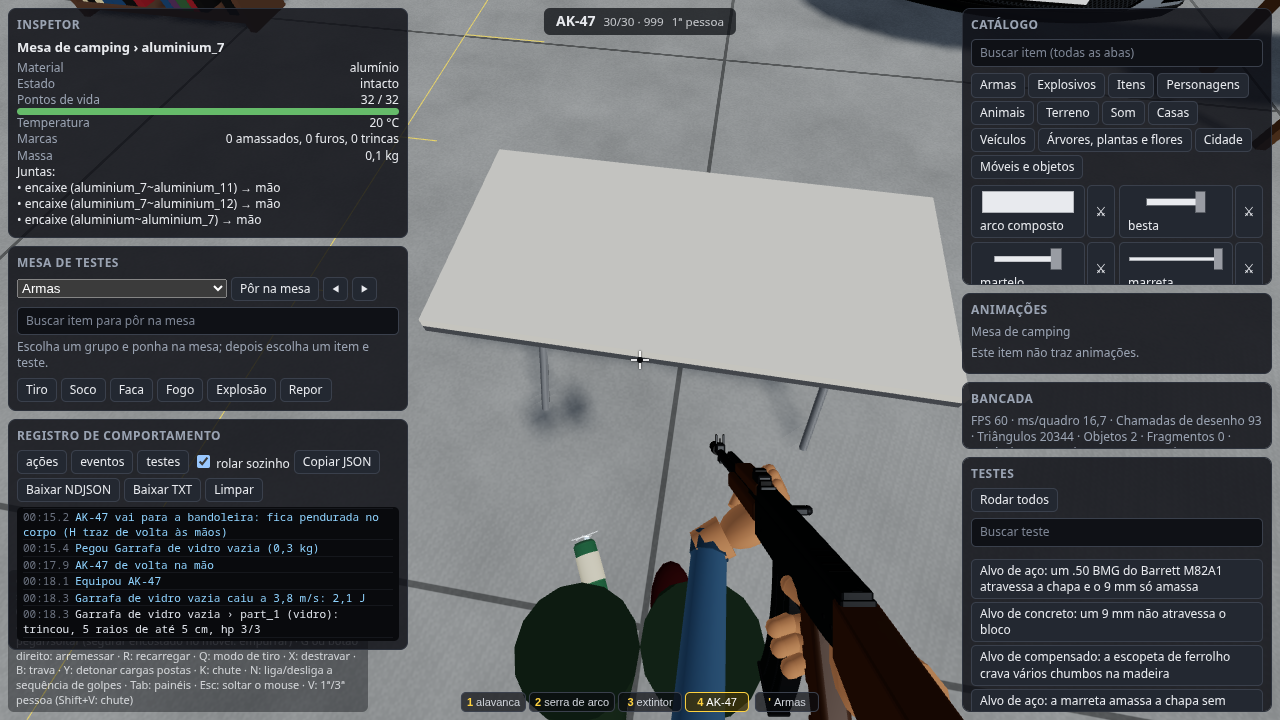 INSPETOR
Mesa de camping › aluminium_7
Material alumínio
Estado intacto
Pontos de vida 32 / 32
Temperatura 20 °C
Marcas 0 amassados, 0 furos, 0 trincas
Massa 0,1 kg
Juntas:
• encaixe (aluminium_7~aluminium_11) → mão
• encaixe (aluminium_7~aluminium_12) → mão
• encaixe (aluminium~aluminium_7) → mão
MESA DE TESTES
Armas Pôr na mesa ◄ ►
Buscar item para pôr na mesa
Escolha um grupo e ponha na mesa; depois escolha um item e
teste.
Tiro Soco Faca Fogo Explosão Repor
REGISTRO DE COMPORTAMENTO
ações eventos testes rolar sozinho Copiar JSON
Baixar NDJSON Baixar TXT Limpar
00:15.2 AK-47 vai para a bandoleira: fica pendurada no
corpo (H traz de volta às mãos)
00:15.4 Pegou Garrafa de vidro vazia (0,3 kg)
00:17.9 AK-47 de volta na mão
00:18.1 Equipou AK-47
00:18.3 Garrafa de vidro vazia caiu a 3,8 m/s: 2,1 J
00:18.3 Garrafa de vidro vazia › part_1 (vidro):
trincou, 5 raios de até 5 cm, hp 3/3
direito: arremessar · R: recarregar · Q: modo de tiro · X: destravar ·
B: trava · Y: detonar cargas postas · K: chute · N: liga/desliga a
sequência de golpes · Tab: painéis · Esc: soltar o mouse · V: 1ª/3ª
pessoa (Shift+V: chute)
AK-47 30/30 · 999 1ª pessoa
1 alavanca 2 serra de arco 3 extintor 4 AK-47 ' Armas
CATÁLOGO
Buscar item (todas as abas)
Armas Explosivos Itens Personagens
Animais Terreno Som Casas
Veículos Árvores, plantas e flores Cidade
Móveis e objetos
arco composto ⚔ besta ⚔
martelo ⚔ marreta ⚔
ANIMAÇÕES
Mesa de camping
Este item não traz animações.
BANCADA
FPS 60 · ms/quadro 16,7 · Chamadas de desenho 93
· Triângulos 20344 · Objetos 2 · Fragmentos 0 ·
TESTES
Rodar todos
Buscar teste
Alvo de aço: um .50 BMG do Barrett M82A1
atravessa a chapa e o 9 mm só amassa
Alvo de concreto: um 9 mm não atravessa o
bloco
Alvo de compensado: a escopeta de ferrolho
crava vários chumbos na madeira
Alvo de aço: a marreta amassa a chapa sem